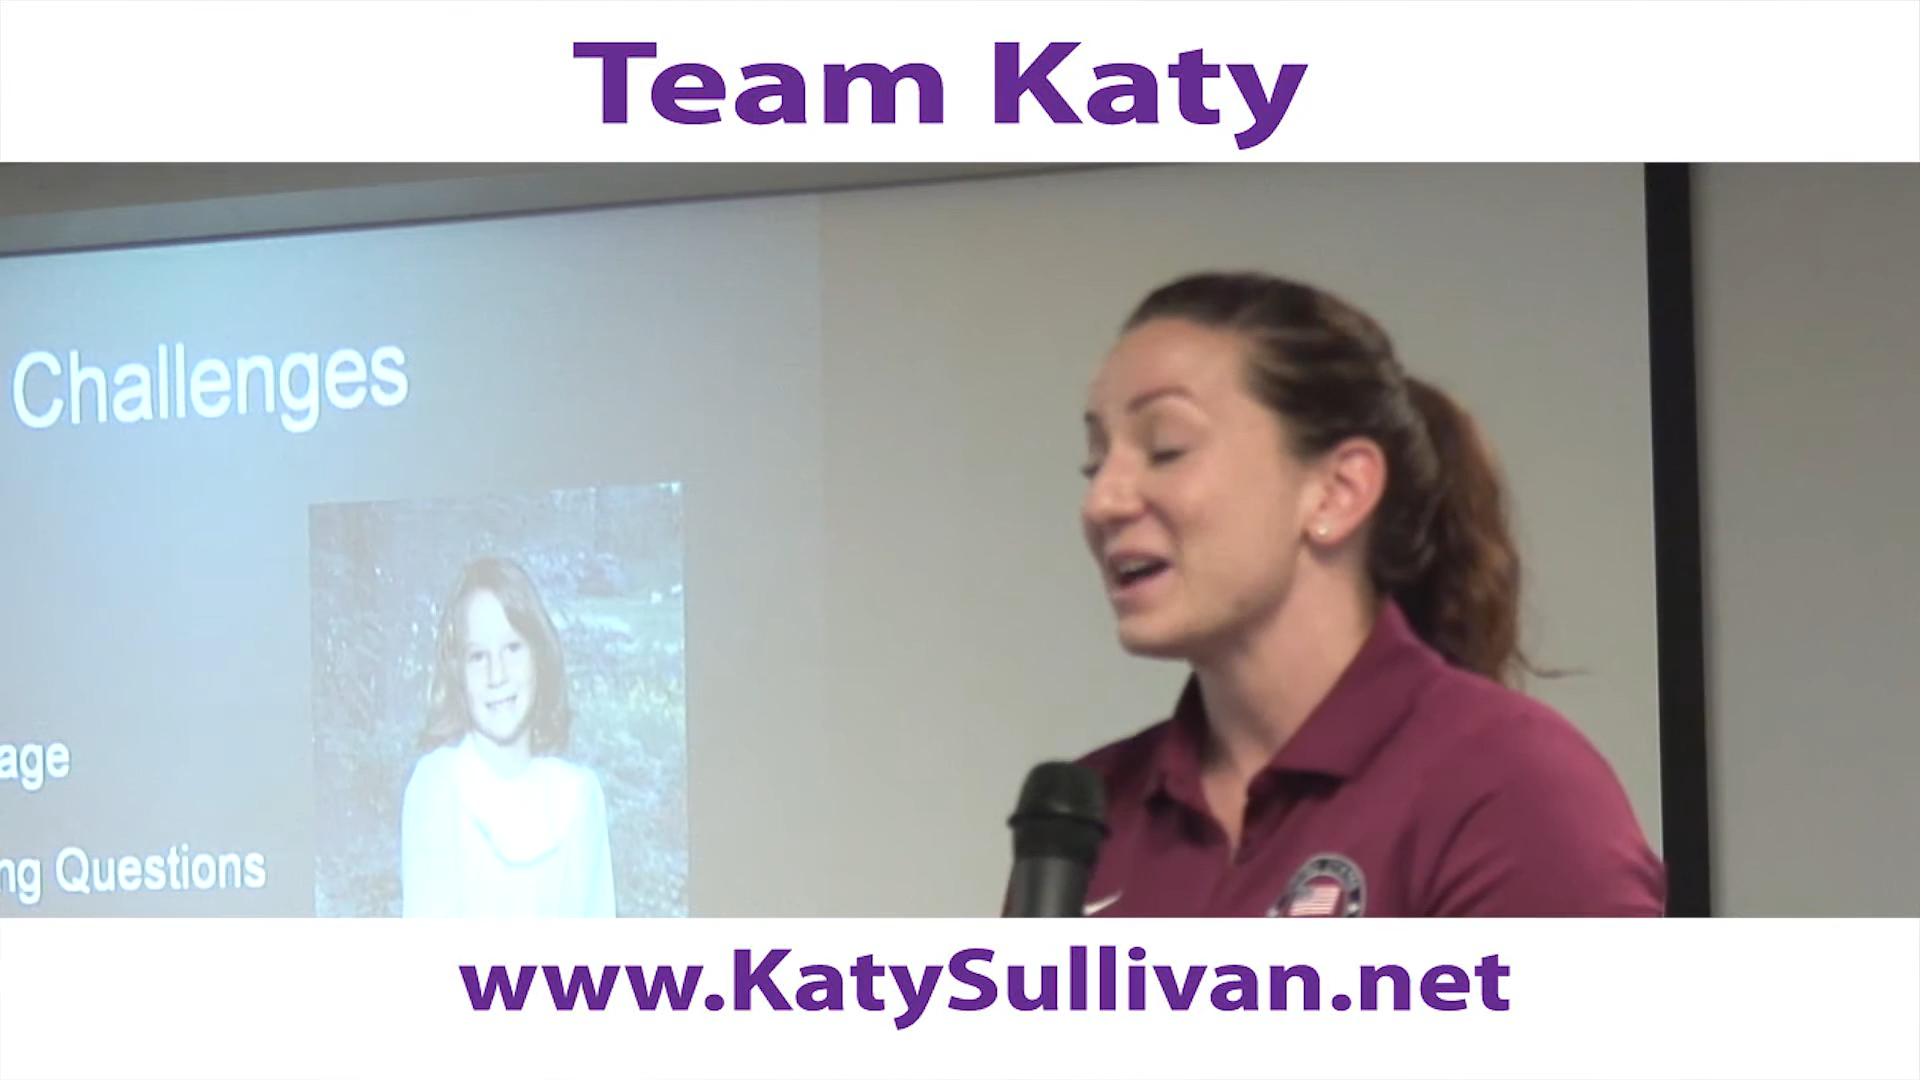 Team Katy
Challenges
age
ng Questions
www.KatySullivan.net